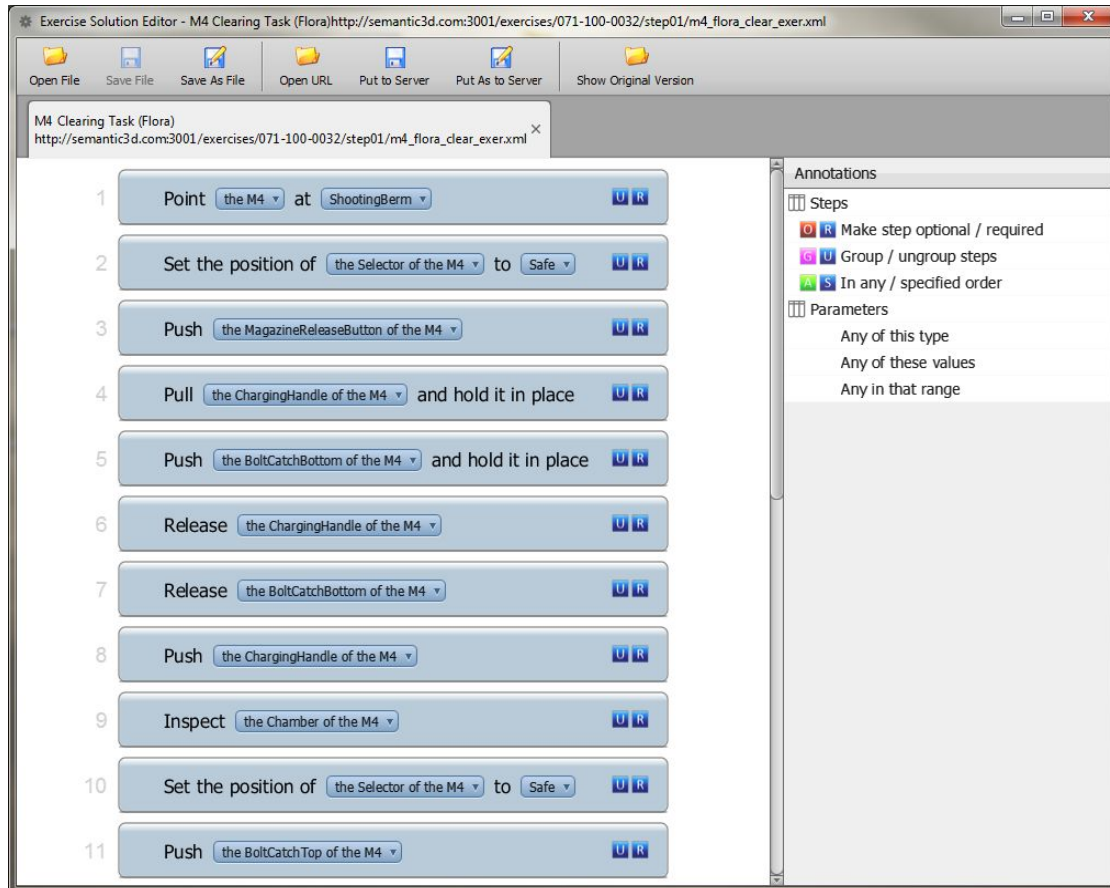 Exercise Solution Editor - M4 Clearing Task (Flora)http://semantic3d.com:3001/exercises/071-100-0032/step01/m4_flora_clear_exer.xml
Open File Save File Save As File Open URL Put to Server Put As to Server Show Original Version
M4 Clearing Task (Flora)
http://semantic3d.com:3001/exercises/071-100-0032/step01/m4_flora_clear_exer.xml
1 Point the M4 at ShootingBerm U R
2 Set the position of the Selector of the M4 to Safe U R
3 Push the MagazineReleaseButton of the M4 U R
4 Pull the ChargingHandle of the M4 and hold it in place U R
5 Push the BoltCatchBottom of the M4 and hold it in place U R
6 Release the ChargingHandle of the M4 U R
7 Release the BoltCatchBottom of the M4 U R
8 Push the ChargingHandle of the M4 U R
9 Inspect the Chamber of the M4 U R
10 Set the position of the Selector of the M4 to Safe U R
11 Push the BoltCatchTop of the M4 U R
Annotations
Steps
O R Make step optional / required
G U Group / ungroup steps
A S In any / specified order
Parameters
Any of this type
Any of these values
Any in that range